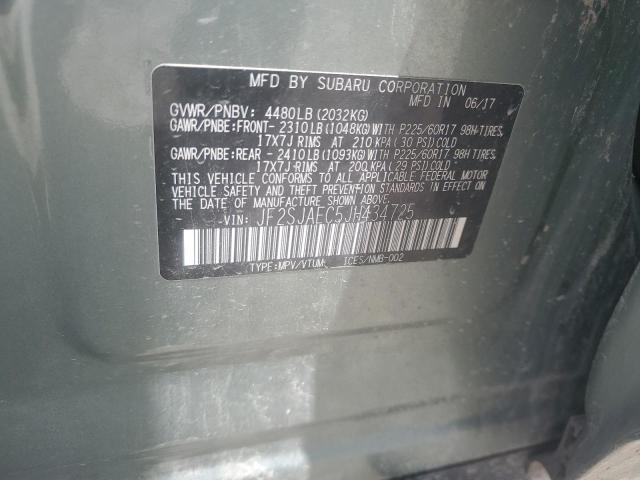 MFD BY SUBARU CORPORATION
MFD IN 06/17
GVWR/PNBV: 4480LB (2032KG)
GAWR/PNBE:FRONT- 2310LB (1048KG)WITH P225/60R17 98H TIRES,
17X7J RIMS AT 210 KPA (30 PSI)COLD
GAWR/PNBE:REAR - 2410LB (1093KG)WITH P225/60R17 98H TIRES,
17X7J RIMS AT 200 KPA (29 PSI)COLD
THIS VEHICLE CONFORMS TO ALL APPLICABLE FEDERAL MOTOR
VEHICLE SAFETY AND THEFT PREVENTION STANDARDS IN EFFECT ON THE
DATE OF MANUFACTURE SHOWN ABOVE.
VIN: JF2SJAEC5JH434725
TYPE:MPV/VTUM ICES/NMB-002